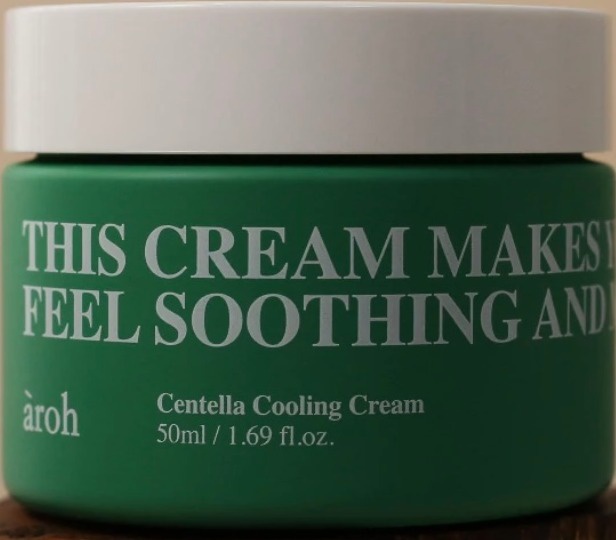 THIS CREAM MAKES Y
FEEL SOOTHING AND
àroh
Centella Cooling Cream
50ml / 1.69 fl.oz.